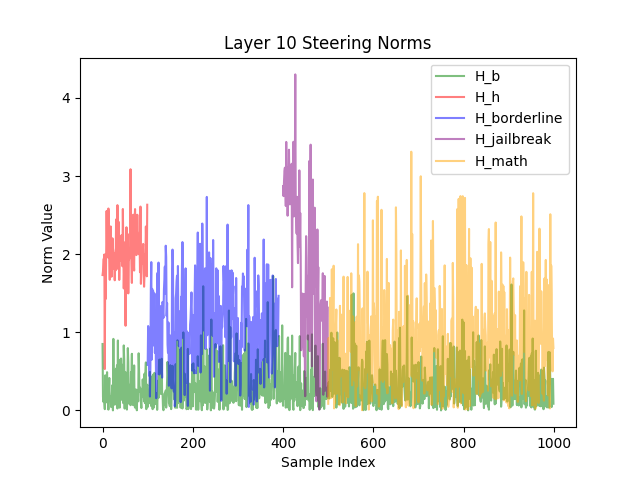 Layer 10 Steering Norms
H_b
H_h
H_borderline
H_jailbreak
H_math
Norm Value
4
3
2
1
0
0 200 400 600 800 1000
Sample Index